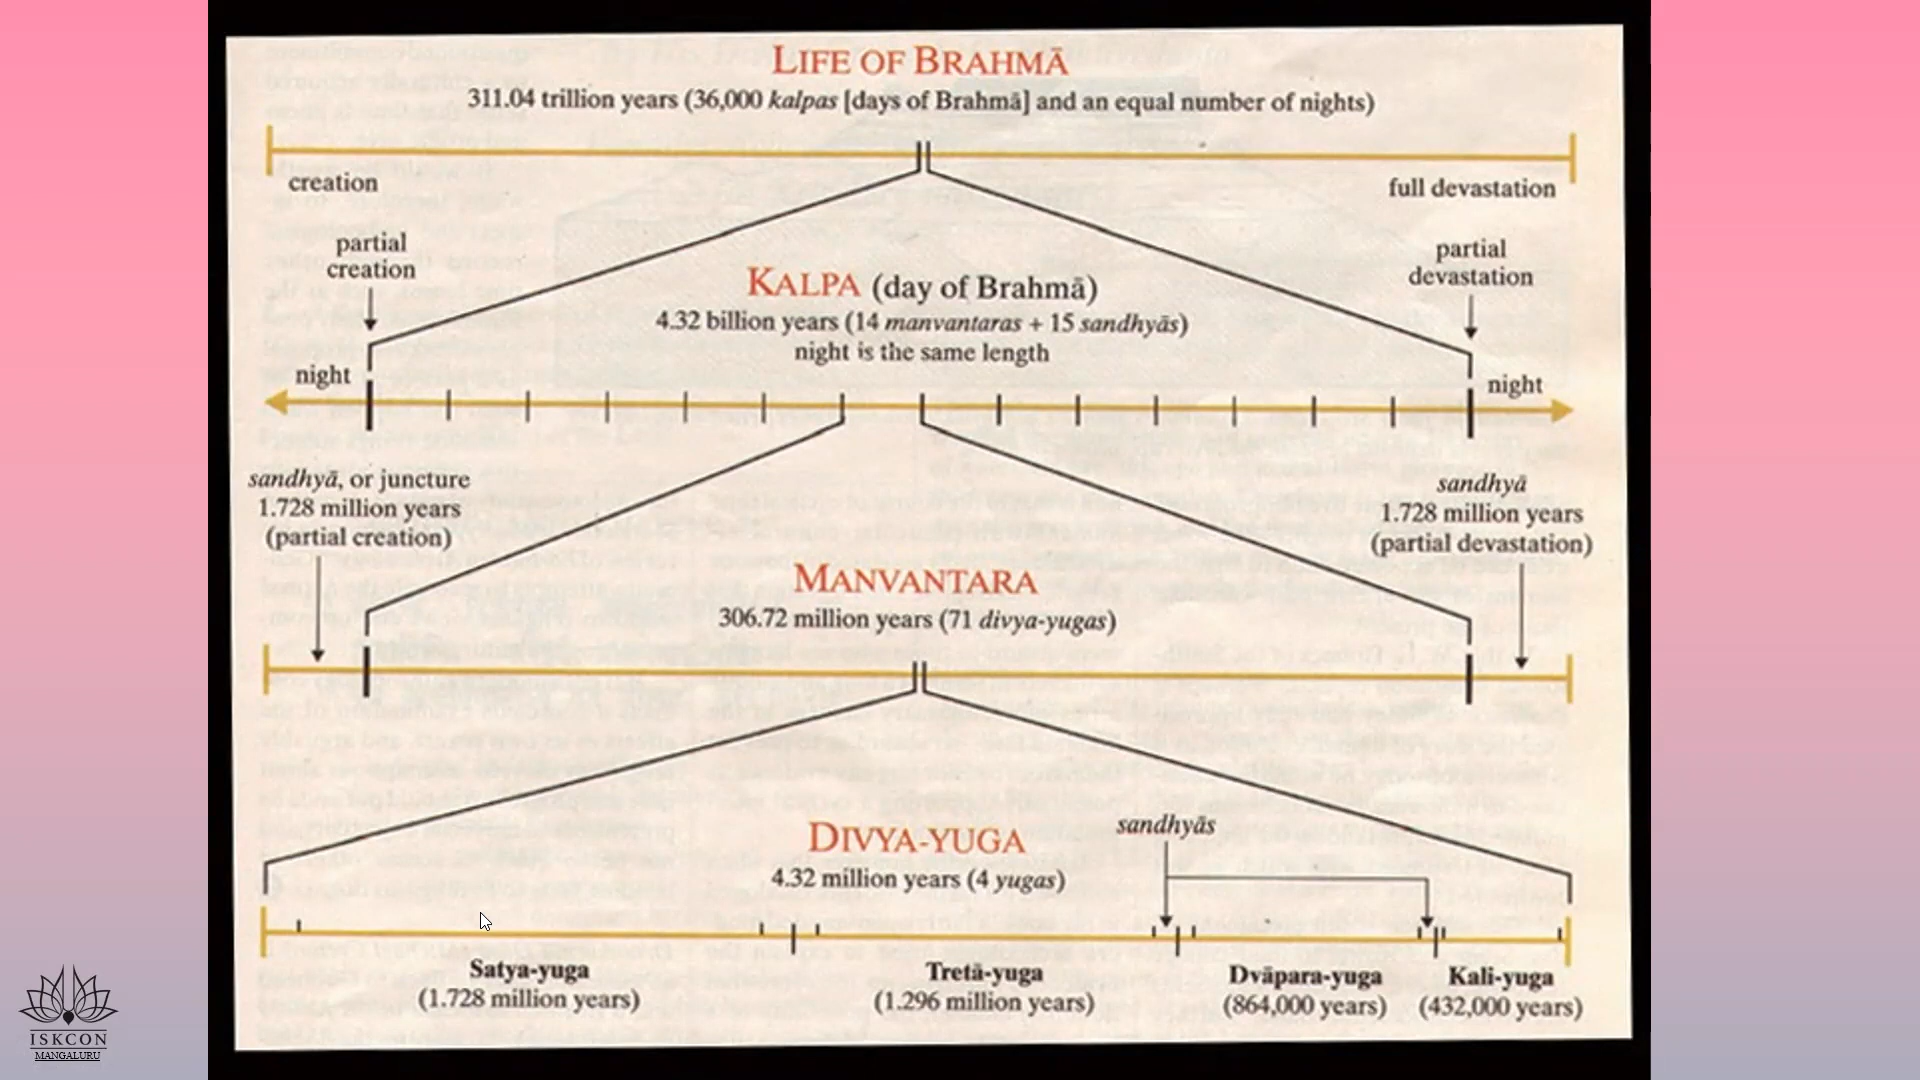 LIFE OF BRAHMĀ
311.04 trillion years (36,000 kalpas [days of Brahmā] and an equal number of nights)
creation
full devastation
partial
creation
partial
devastation
KALPA (day of Brahmā)
4.32 billion years (14 manvantaras + 15 sandhyās)
night is the same length
night
night
sandhyā, or juncture
1.728 million years
(partial creation)
sandhyā
1.728 million years
(partial devastation)
MANVANTARA
306.72 million years (71 divya-yugas)
DIVYA-YUGA
4.32 million years (4 yugas)
sandhyās
Satya-yuga
(1.728 million years)
Tretā-yuga
(1.296 million years)
Dvāpara-yuga
(864,000 years)
Kali-yuga
(432,000 years)
ISKCON
MANGALURU